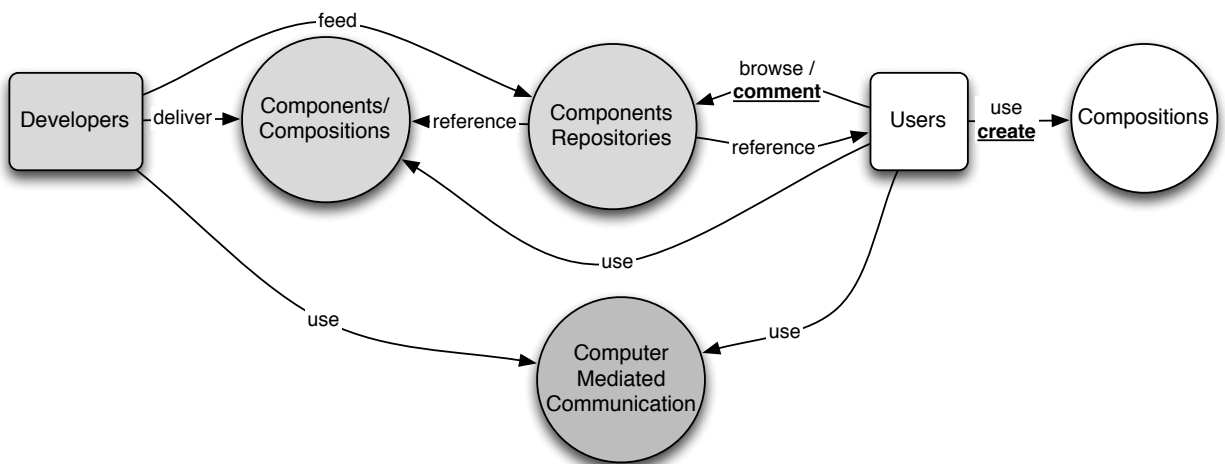 feed
Developers
deliver
Components/
Compositions
reference
Components
Repositories
browse /
comment
reference
Users
use
create
Compositions
use
use
use
Computer
Mediated
Communication